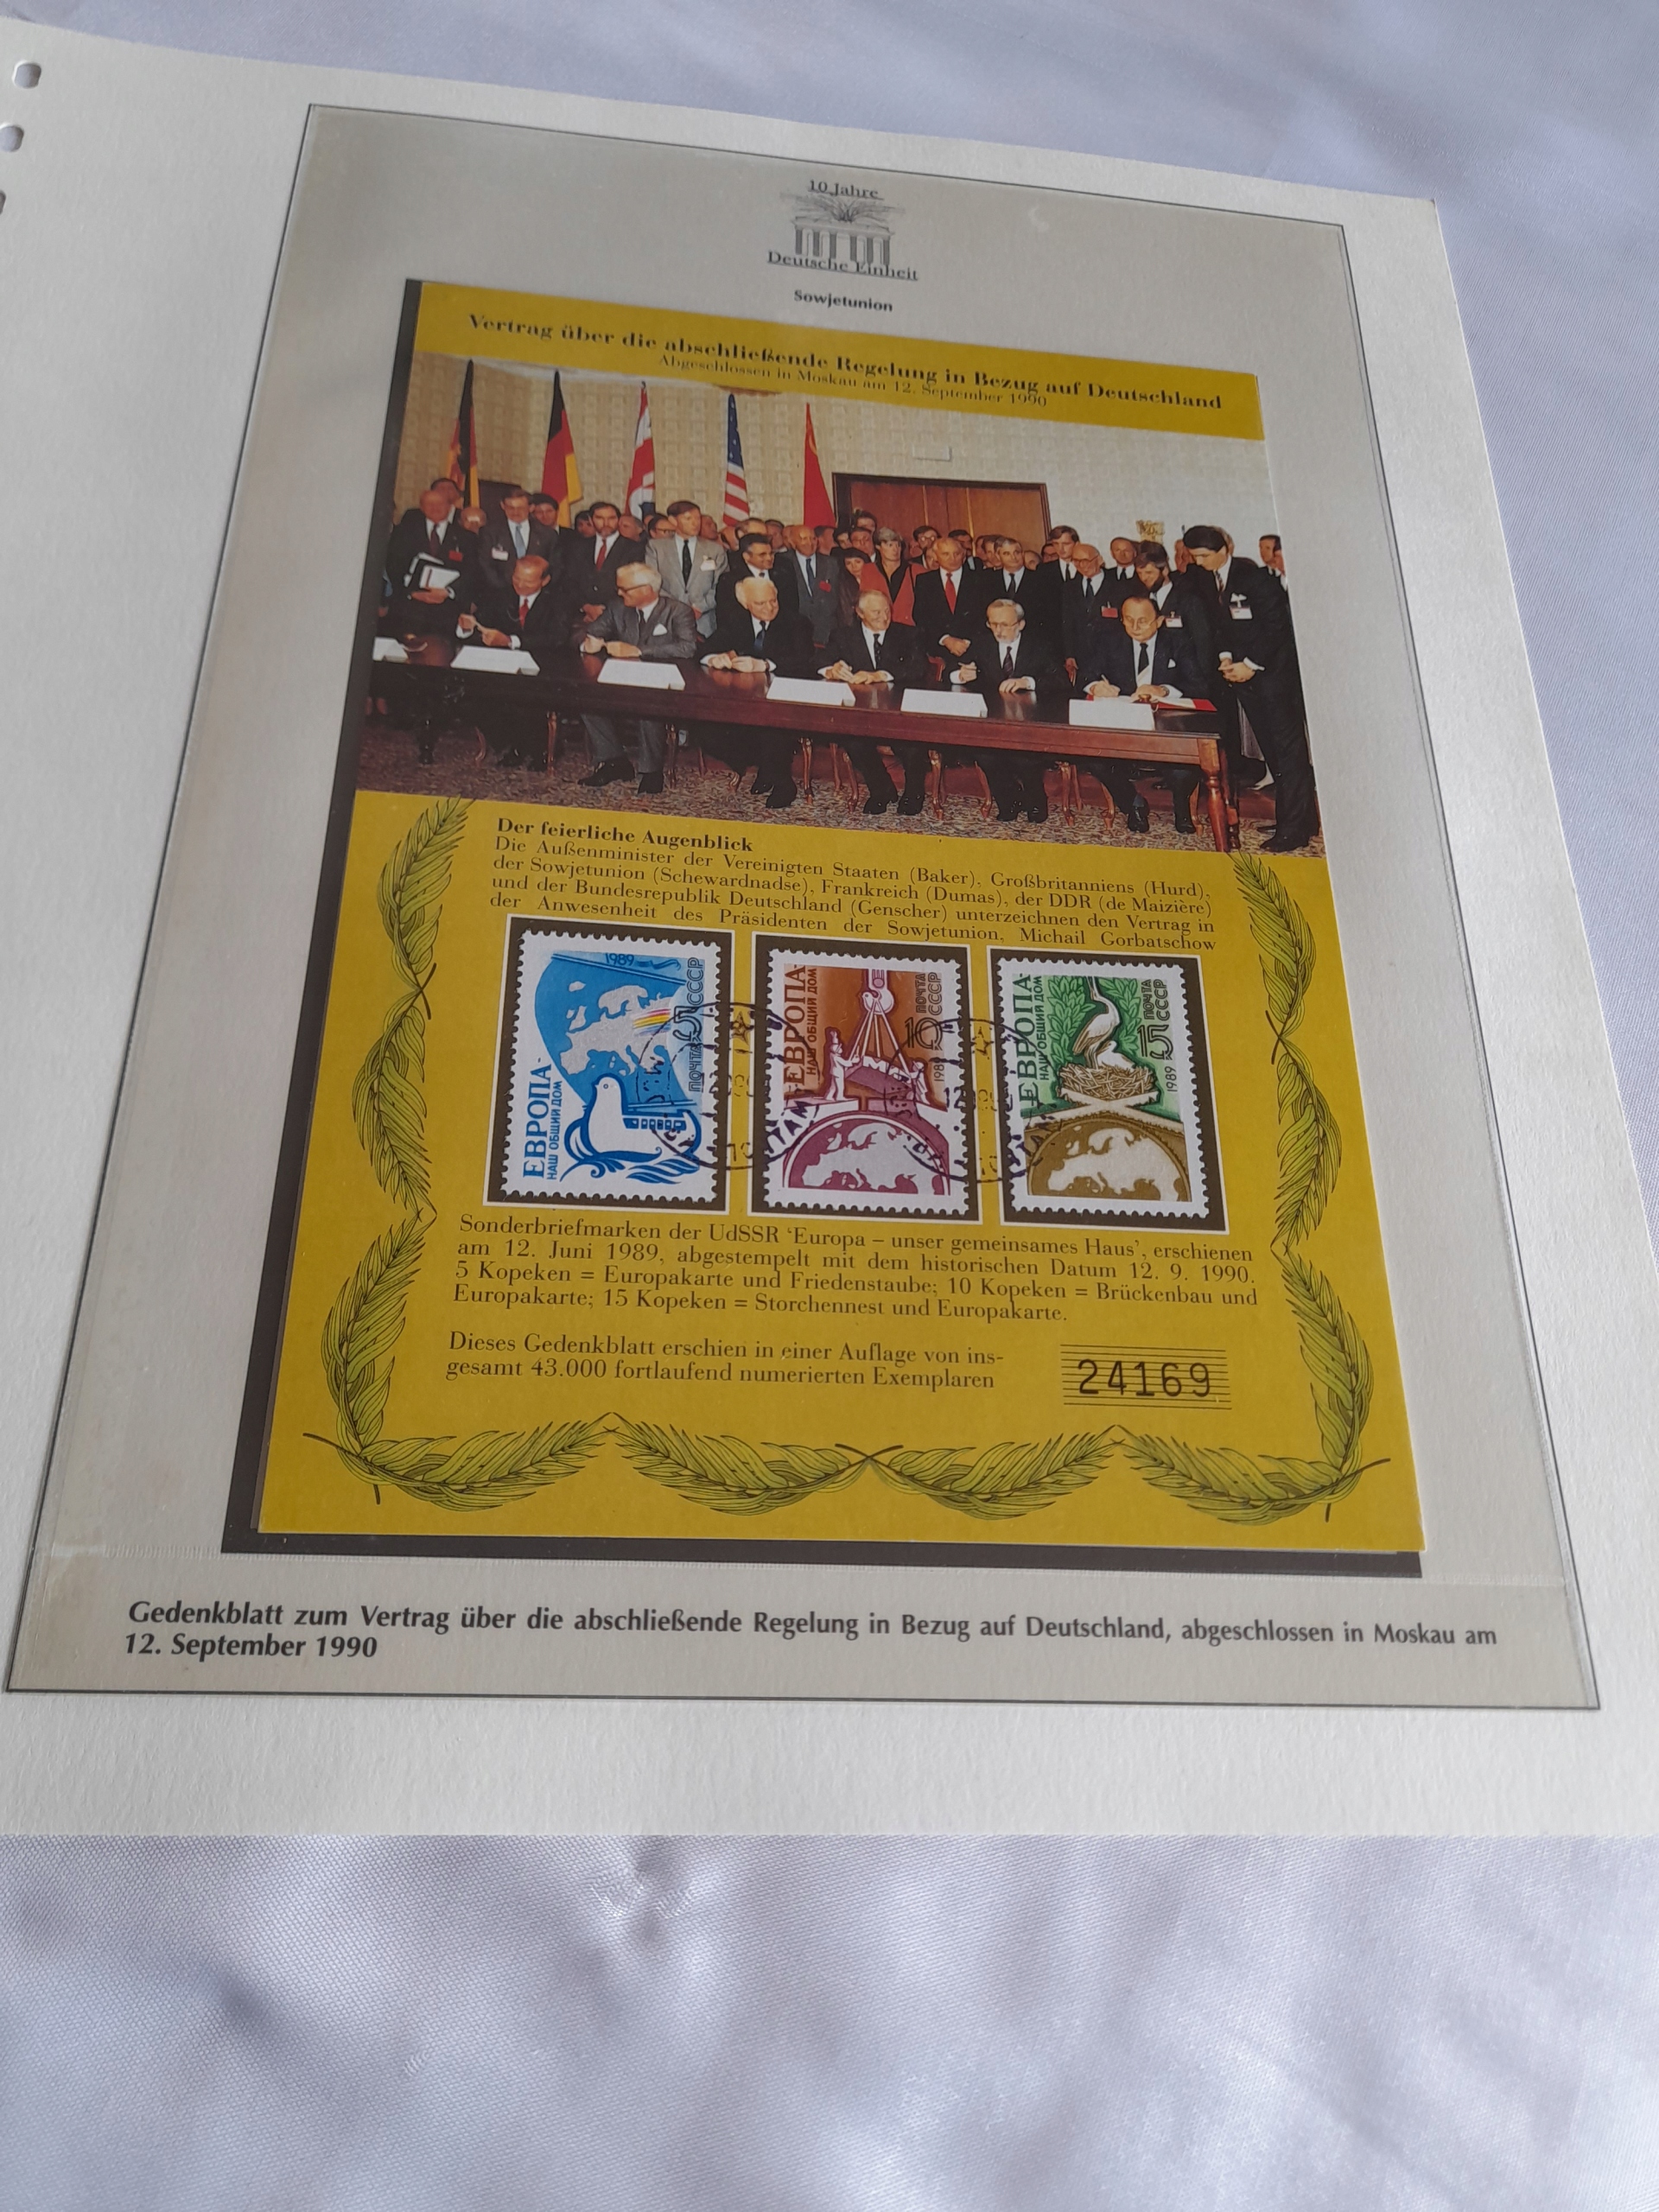 10 Jahre
Deutsche Einheit
Sowjetunion
Vertrag über die abschließende Regelung in Bezug auf Deutschland
Abgeschlossen in Moskau am 12. September 1990
Der feierliche Augenblick
Die Außenminister der Vereinigten Staaten (Baker), Großbritanniens (Hurd),
der Sowjetunion (Schewardnadse), Frankreich (Dumas), der DDR (de Maizière)
und der Bundesrepublik Deutschland (Genscher) unterzeichnen den Vertrag in
der Anwesenheit des Präsidenten der Sowjetunion, Michail Gorbatschow
1989
5 ПОЧТА СССР
ЕВРОПА-
НАШ ОБЩИЙ ДОМ
ЕВРОПА-
НАШ ОБЩИЙ ДОМ
10 ПОЧТА СССР
1989
ЕВРОПА-
НАШ ОБЩИЙ ДОМ
15 ПОЧТА СССР
1989
Sonderbriefmarken der UdSSR ‘Europa – unser gemeinsames Haus’, erschienen
am 12. Juni 1989, abgestempelt mit dem historischen Datum 12. 9. 1990.
5 Kopeken = Europakarte und Friedenstaube; 10 Kopeken = Brückenbau und
Europakarte; 15 Kopeken = Storchennest und Europakarte.
Dieses Gedenkblatt erschien in einer Auflage von ins-
gesamt 43.000 fortlaufend numerierten Exemplaren
24169
Gedenkblatt zum Vertrag über die abschließende Regelung in Bezug auf Deutschland, abgeschlossen in Moskau am
12. September 1990